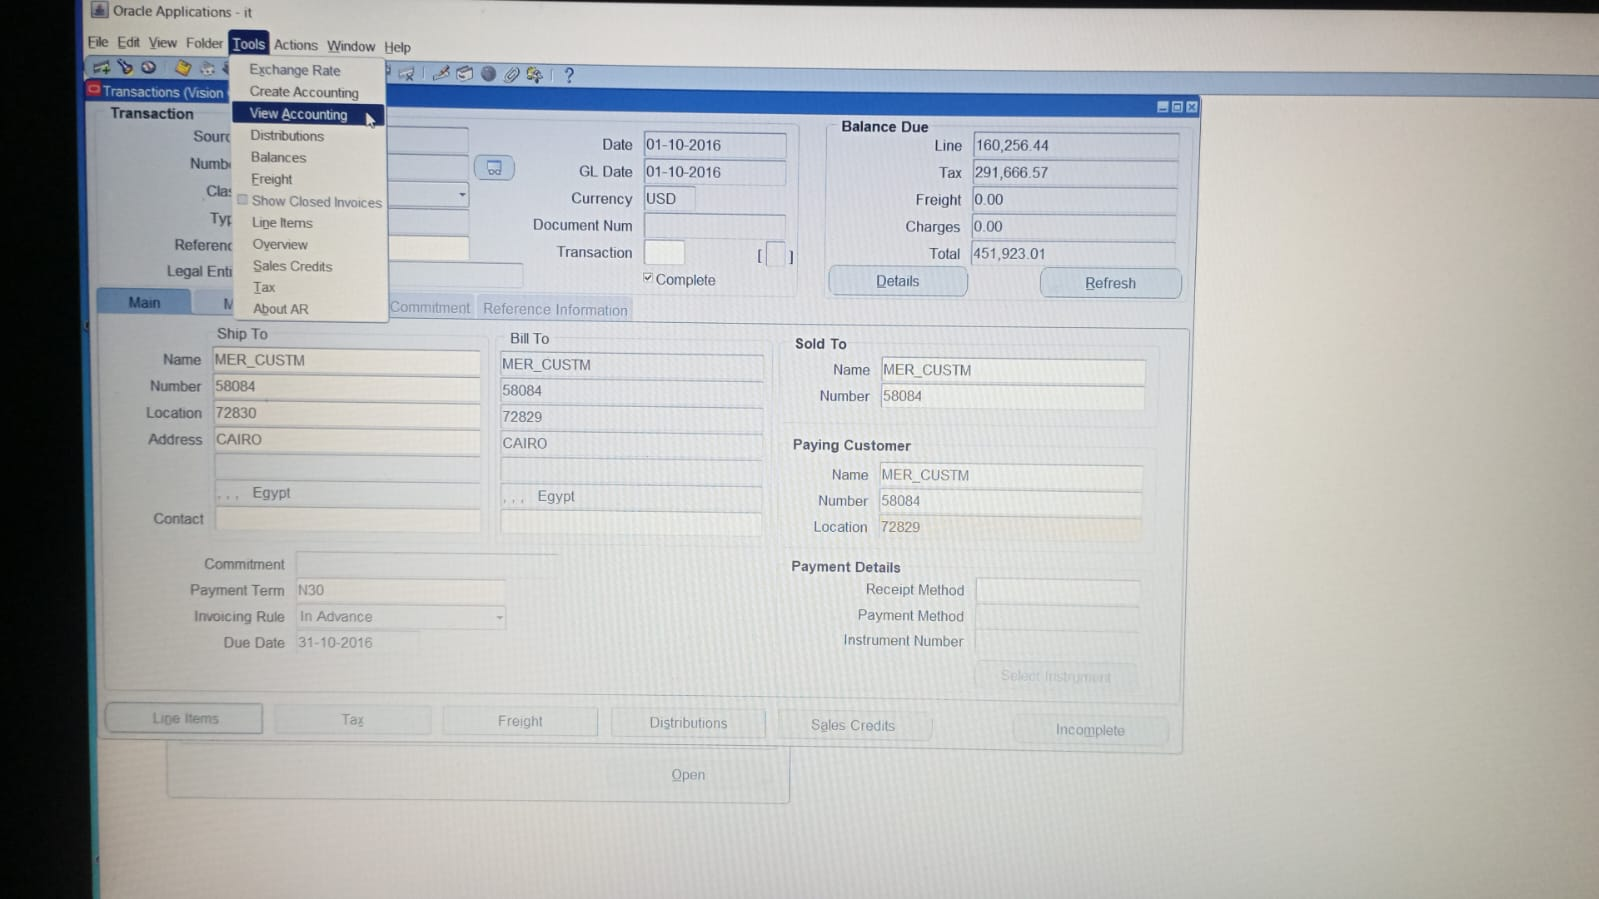 Oracle Applications - it
File Edit View Folder Tools Actions Window Help
Exchange Rate
Create Accounting
View Accounting
Distributions
Balances
Freight
Show Closed Invoices
Line Items
Overview
Sales Credits
Tax
About AR
Transactions (Vision
Transaction
Sourc
Numbe
Clas
Typ
Referenc
Legal Enti
Date 01-10-2016
GL Date 01-10-2016
Currency USD
Document Num
Transaction [ ]
Complete
Balance Due
Line 160,256.44
Tax 291,666.57
Freight 0.00
Charges 0.00
Total 451,923.01
Details Refresh
Main M Commitment Reference Information
Ship To
Name MER_CUSTM
Number 58084
Location 72830
Address CAIRO
, , , Egypt
Contact
Bill To
MER_CUSTM
58084
72829
CAIRO
, , , Egypt
Sold To
Name MER_CUSTM
Number 58084
Paying Customer
Name MER_CUSTM
Number 58084
Location 72829
Commitment
Payment Term N30
Invoicing Rule In Advance
Due Date 31-10-2016
Payment Details
Receipt Method
Payment Method
Instrument Number
Select Instrument
Line Items Tax Freight Distributions Sales Credits Incomplete
Open